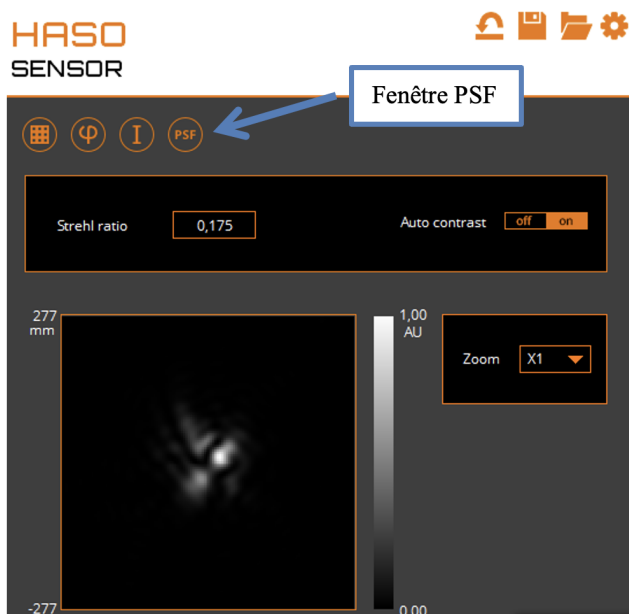 HASO
SENSOR
Fenêtre PSF
φ I PSF
Strehl ratio 0,175 Auto contrast off on
277
mm
1,00
AU
Zoom X1
-277
0,00